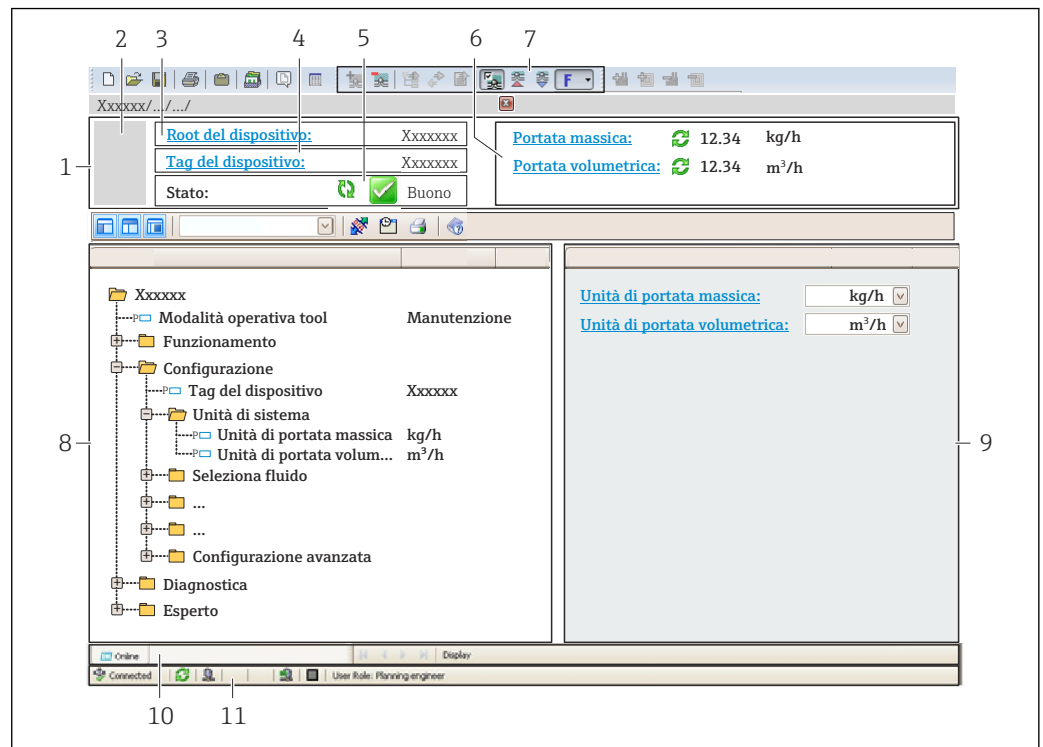 2 3 4 5 6 7
F
Xxxxxx/.../.../
1
Root del dispositivo: Xxxxxxx
Tag del dispositivo: Xxxxxxx
Stato: Buono
Portata massica: 12.34 kg/h
Portata volumetrica: 12.34 m³/h
Xxxxxx
P Modalità operativa tool Manutenzione
Funzionamento
Configurazione
P Tag del dispositivo Xxxxxx
Unità di sistema
P Unità di portata massica kg/h
P Unità di portata volum... m³/h
Seleziona fluido
...
...
Configurazione avanzata
Diagnostica
Esperto
8
Unità di portata massica: kg/h
Unità di portata volumetrica: m³/h
9
Online Display
Connected User Role: Planning engineer
10 11